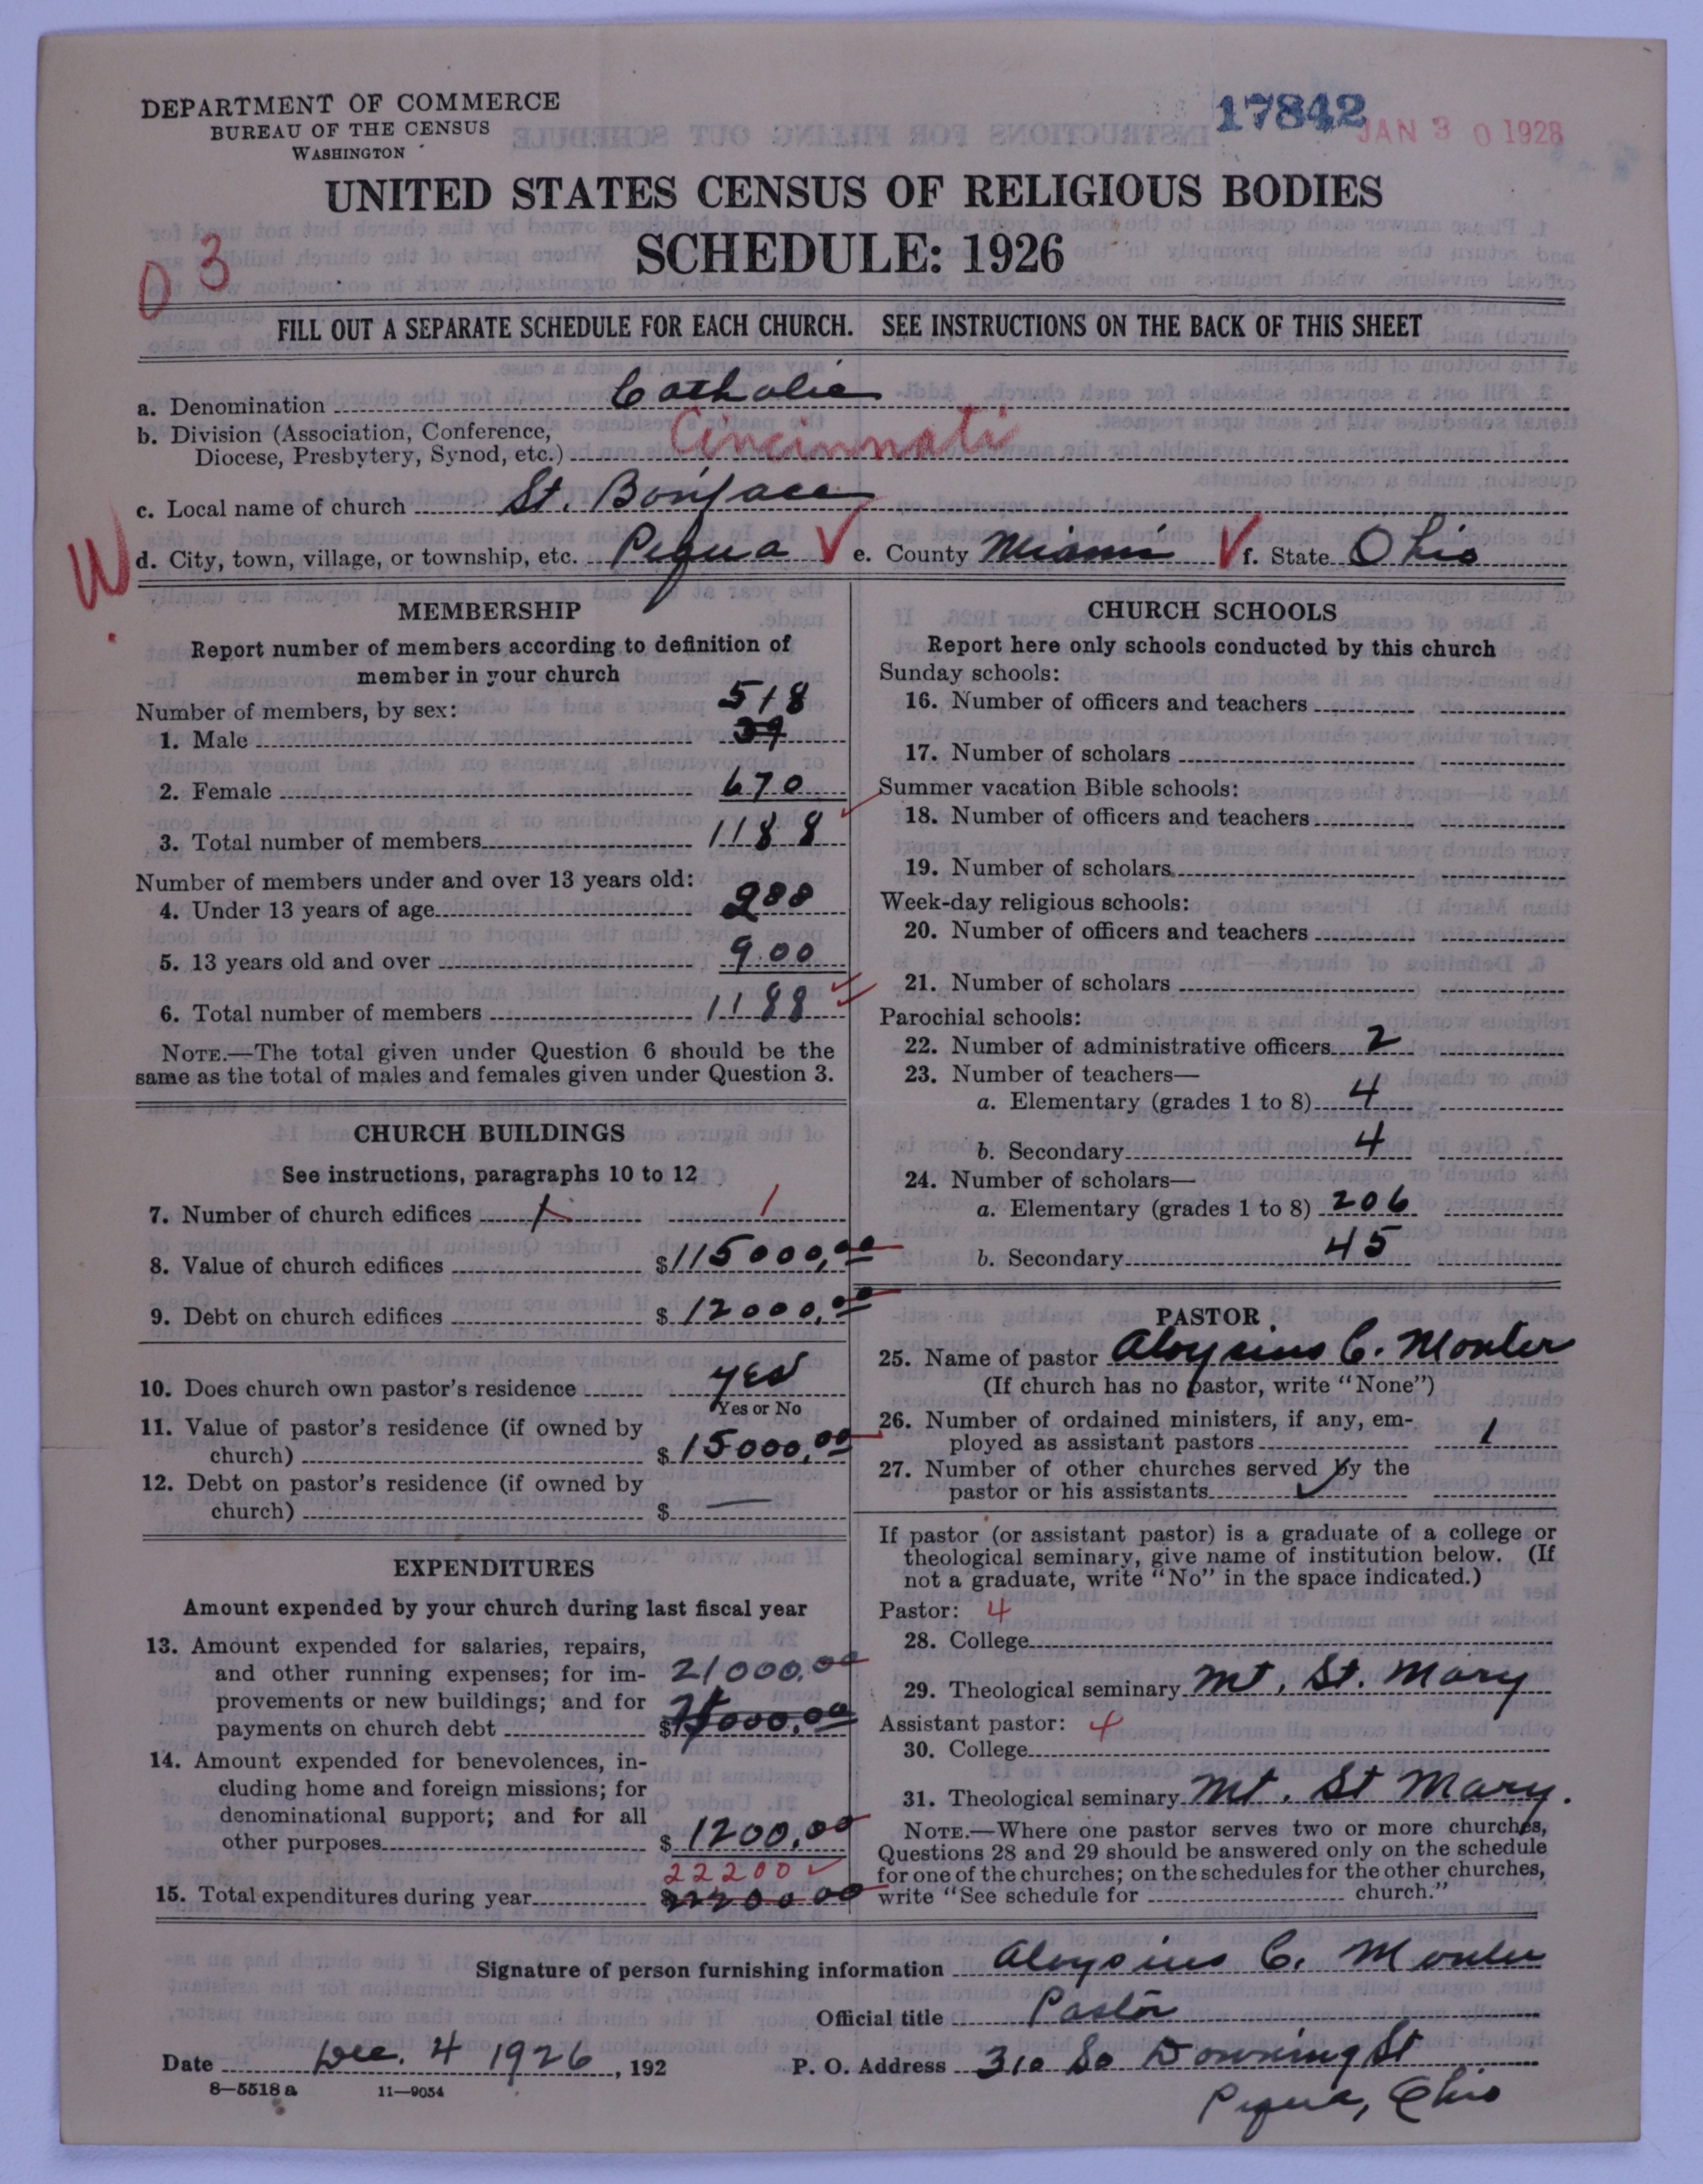 DEPARTMENT OF COMMERCE
BUREAU OF THE CENSUS
WASHINGTON
17842
JAN 30 1928
UNITED STATES CENSUS OF RELIGIOUS BODIES
SCHEDULE: 1926
03
FILL OUT A SEPARATE SCHEDULE FOR EACH CHURCH. SEE INSTRUCTIONS ON THE BACK OF THIS SHEET
a. Denomination Catholic
b. Division (Association, Conference,
Diocese, Presbytery, Synod, etc.) Cincinnati
c. Local name of church St. Boniface
W d. City, town, village, or township, etc. Piqua V e. County Miami V f. State Ohio
MEMBERSHIP
Report number of members according to definition of
member in your church
Number of members, by sex: 518
1. Male
2. Female 670
3. Total number of members 1188
Number of members under and over 13 years old:
4. Under 13 years of age 288
5. 13 years old and over 900
6. Total number of members 1188
NOTE.—The total given under Question 6 should be the
same as the total of males and females given under Question 3.
CHURCH BUILDINGS
See instructions, paragraphs 10 to 12
7. Number of church edifices 1 1
8. Value of church edifices $115000,00
9. Debt on church edifices $12000,00
10. Does church own pastor's residence yes
Yes or No
11. Value of pastor's residence (if owned by
church) $15000,00
12. Debt on pastor's residence (if owned by
church) $ —
EXPENDITURES
Amount expended by your church during last fiscal year
13. Amount expended for salaries, repairs,
and other running expenses; for im- 21000.00
provements or new buildings; and for
payments on church debt $
14. Amount expended for benevolences, in-
cluding home and foreign missions; for
denominational support; and for all
other purposes $1200,00
22200
15. Total expenditures during year $22200 00
CHURCH SCHOOLS
Report here only schools conducted by this church
Sunday schools:
16. Number of officers and teachers
17. Number of scholars
Summer vacation Bible schools:
18. Number of officers and teachers
19. Number of scholars
Week-day religious schools:
20. Number of officers and teachers
21. Number of scholars
Parochial schools:
22. Number of administrative officers 2
23. Number of teachers—
a. Elementary (grades 1 to 8) 4
b. Secondary 4
24. Number of scholars—
a. Elementary (grades 1 to 8) 206
b. Secondary 45
PASTOR
25. Name of pastor Aloysius C.
(If church has no pastor, write "None")
26. Number of ordained ministers, if any, em-
ployed as assistant pastors 1
27. Number of other churches served by the
pastor or his assistants
If pastor (or assistant pastor) is a graduate of a college or
theological seminary, give name of institution below. (If
not a graduate, write "No" in the space indicated.)
Pastor: 4
28. College
29. Theological seminary Mt. St. Mary
Assistant pastor: 4
30. College
31. Theological seminary Mt. St Mary.
NOTE.—Where one pastor serves two or more churches,
Questions 28 and 29 should be answered only on the schedule
for one of the churches; on the schedules for the other churches,
write "See schedule for church."
Signature of person furnishing information Aloysius C.
Official title Pastor
Date Dec. 4 1926, 192
P. O. Address 310 So Downing St
Piqua, Ohio
8—5518a 11—9054